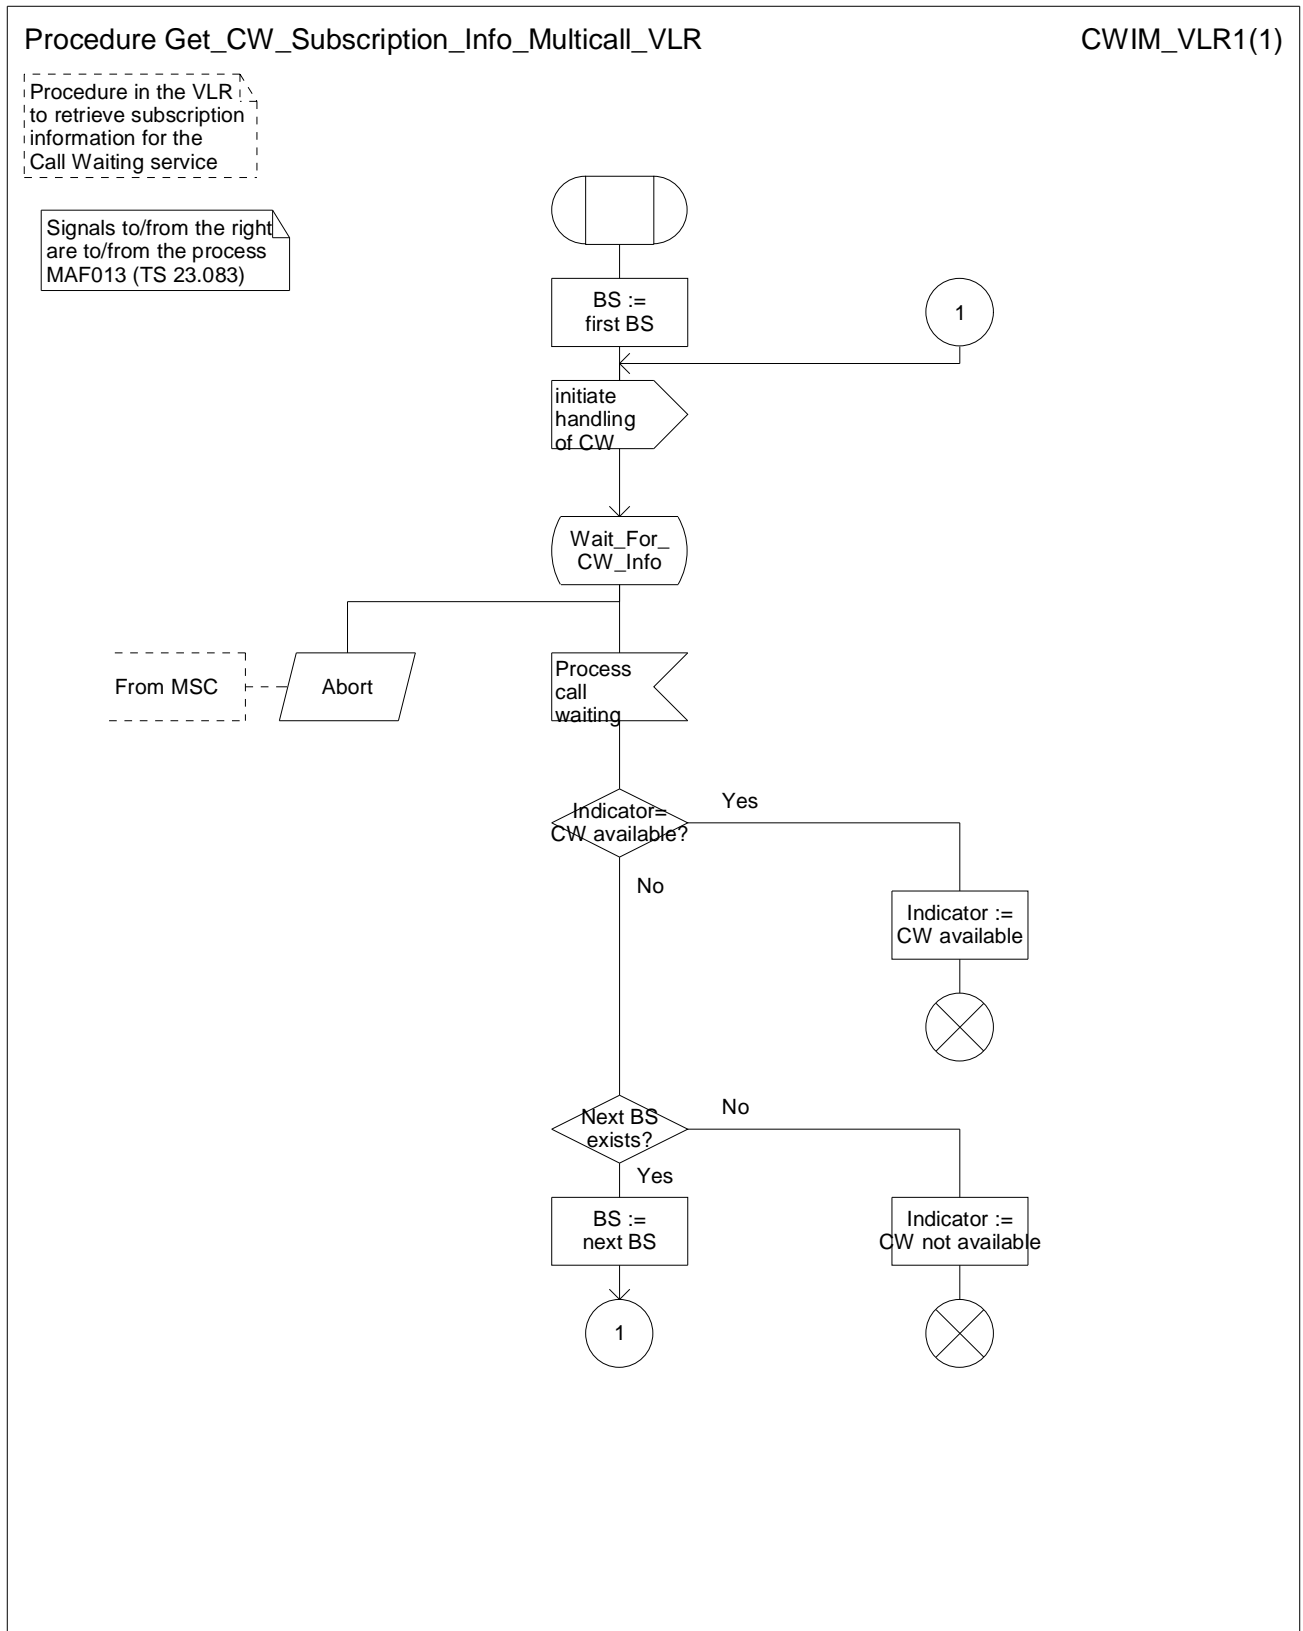 Procedure Get_CW_Subscription_Info_Multicall_VLR
CWIM_VLR1(1)
Procedure in the VLR
to retrieve subscription
information for the
Call Waiting service
Signals to/from the right
are to/from the process
MAF013 (TS 23.083)
BS :=
first BS
1
initiate
handling
of CW
Wait_For_
CW_Info
From MSC
Abort
Process
call
waiting
Indicator=
CW available?
Yes
No
Indicator :=
CW available
Next BS
exists?
No
Yes
BS :=
next BS
Indicator :=
CW not available
1